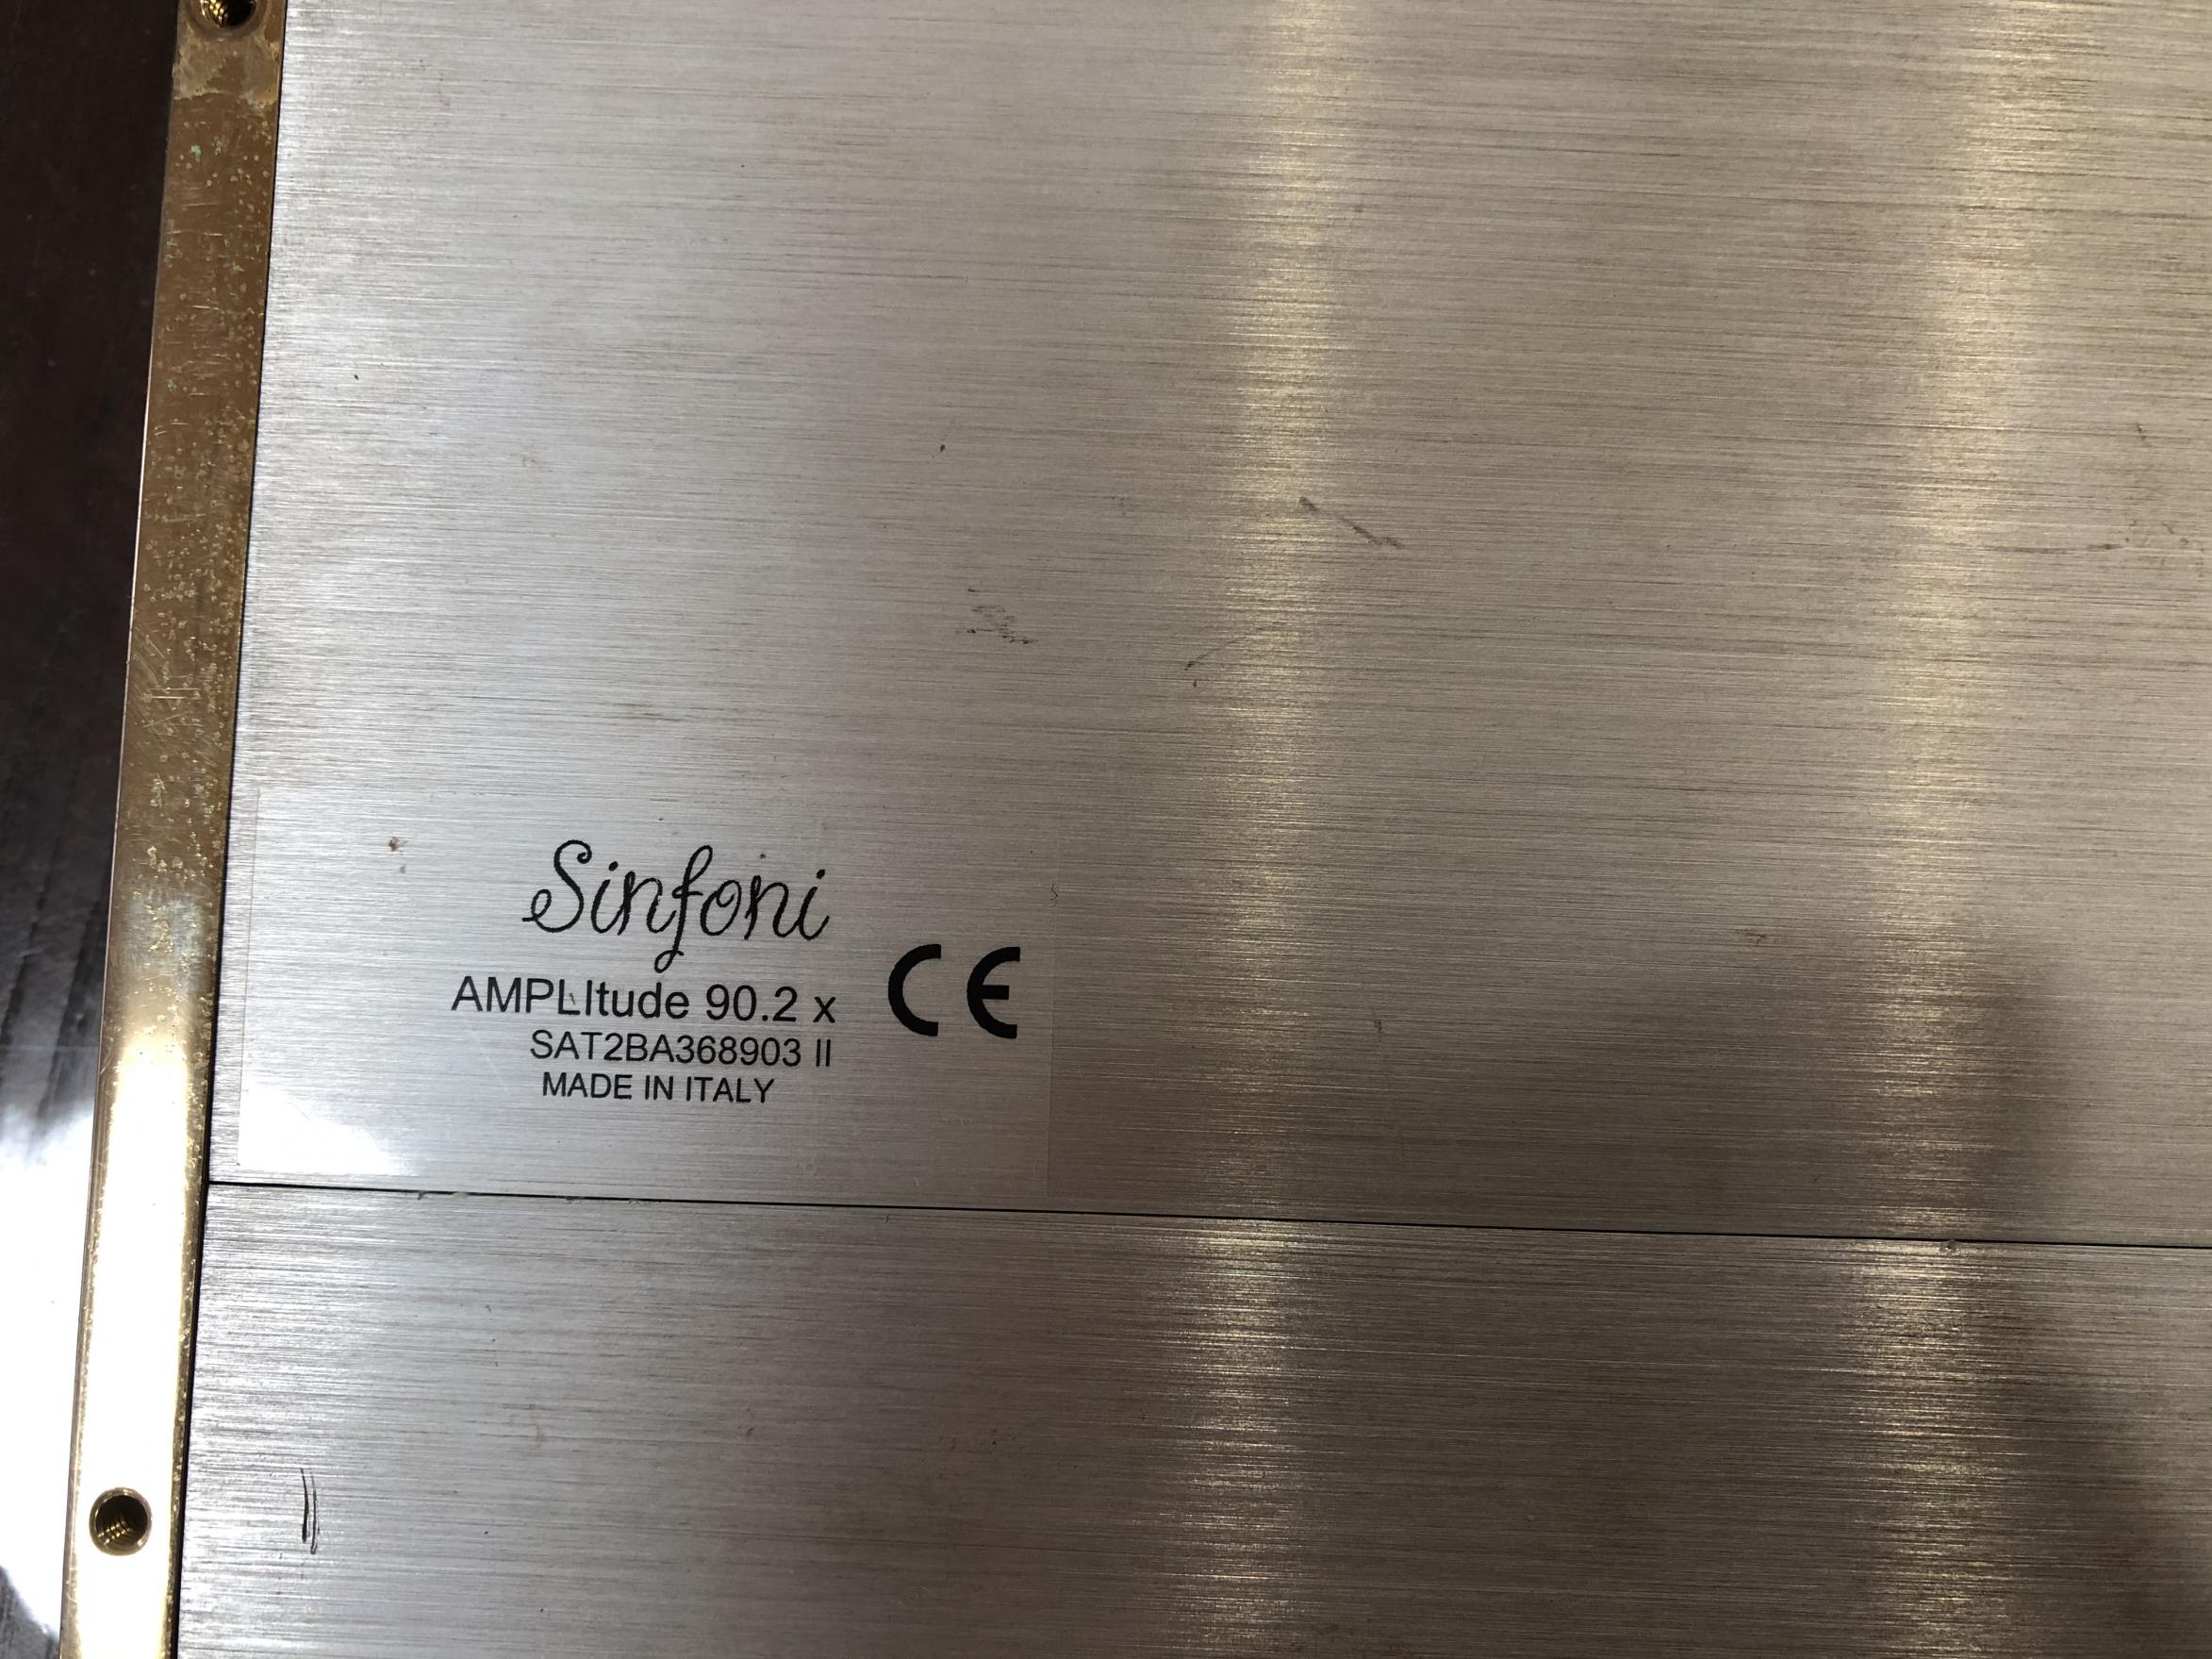 Sinfoni
AMPLItude 90.2 x
CE
SAT2BA368903 II
MADE IN ITALY